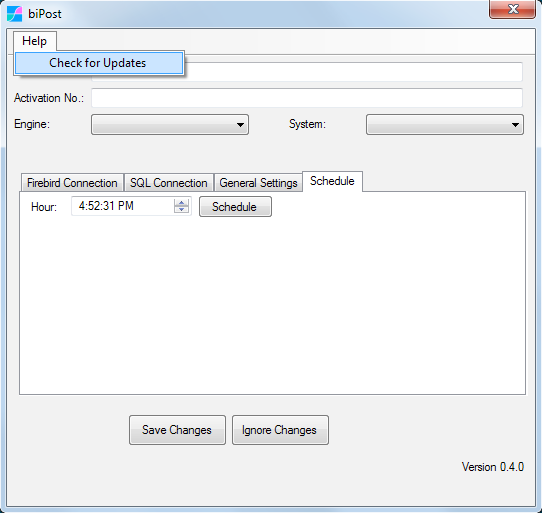 biPost
Help
Check for Updates
Activation No.:
Engine: System:
Firebird Connection SQL Connection General Settings Schedule
Hour: 4:52:31 PM Schedule
Save Changes Ignore Changes
Version 0.4.0